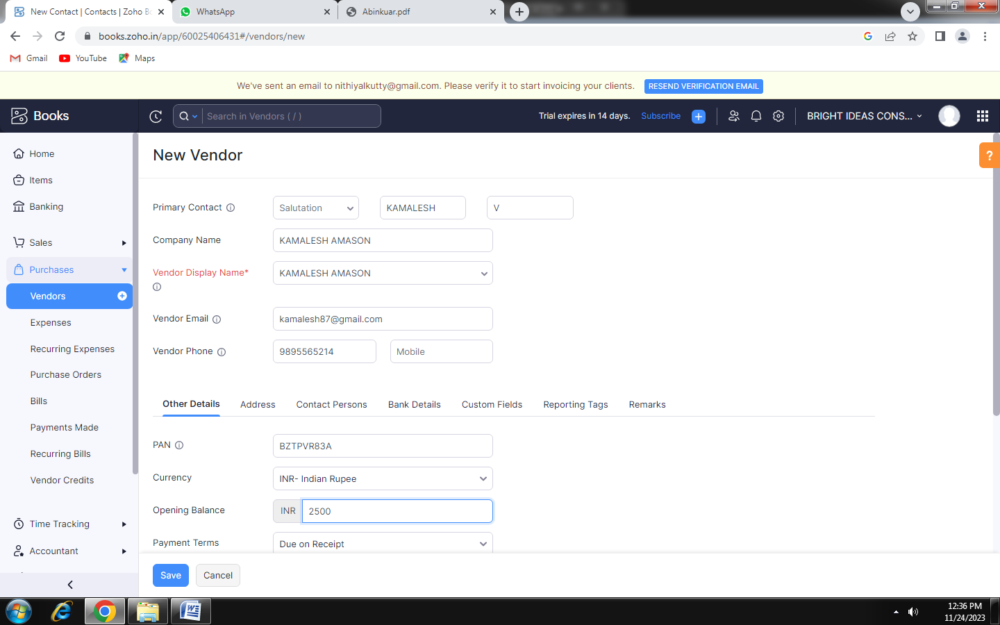 New Contact | Contacts | Zoho Bo
WhatsApp
Abinkuar.pdf
books.zoho.in/app/60025406431#/vendors/new
Gmail
YouTube
Maps
We've sent an email to nithiyalkutty@gmail.com. Please verify it to start invoicing your clients.
RESEND VERIFICATION EMAIL
Books
Search in Vendors ( / )
Trial expires in 14 days.
Subscribe
BRIGHT IDEAS CONS...
Home
Items
Banking
Sales
Purchases
Vendors
Expenses
Recurring Expenses
Purchase Orders
Bills
Payments Made
Recurring Bills
Vendor Credits
Time Tracking
Accountant
New Vendor
?
Primary Contact
Salutation
KAMALESH
V
Company Name
KAMALESH AMASON
Vendor Display Name*
KAMALESH AMASON
Vendor Email
kamalesh87@gmail.com
Vendor Phone
9895565214
Mobile
Other Details
Address
Contact Persons
Bank Details
Custom Fields
Reporting Tags
Remarks
PAN
BZTPVR83A
Currency
INR- Indian Rupee
Opening Balance
INR
2500
Payment Terms
Due on Receipt
Save
Cancel
12:36 PM
11/24/2023